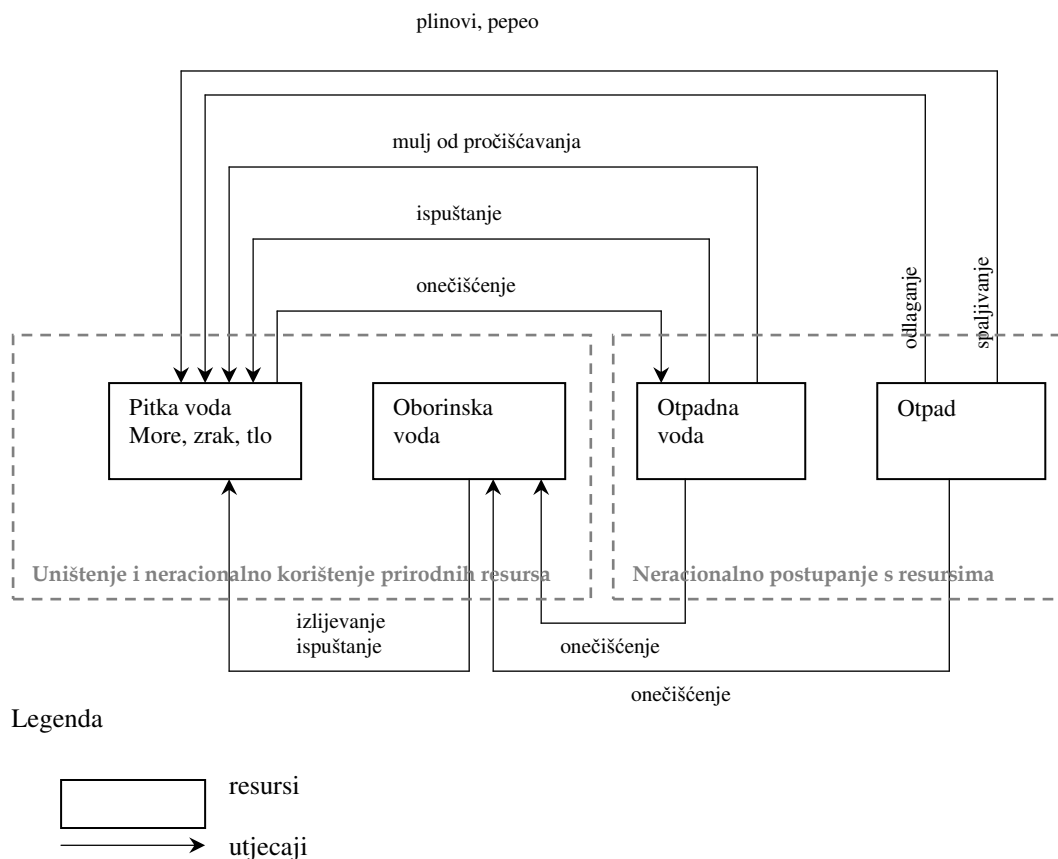 plinovi, pepeo
mulj od pročišćavanja
ispuštanje
onečišćenje
odlaganje
spaljivanje
Pitka voda
More, zrak, tlo
Oborinska
voda
Otpadna
voda
Otpad
Uništenje i neracionalno korištenje prirodnih resursa
Neracionalno postupanje s resursima
izlijevanje
ispuštanje
onečišćenje
onečišćenje
Legenda
resursi
utjecaji